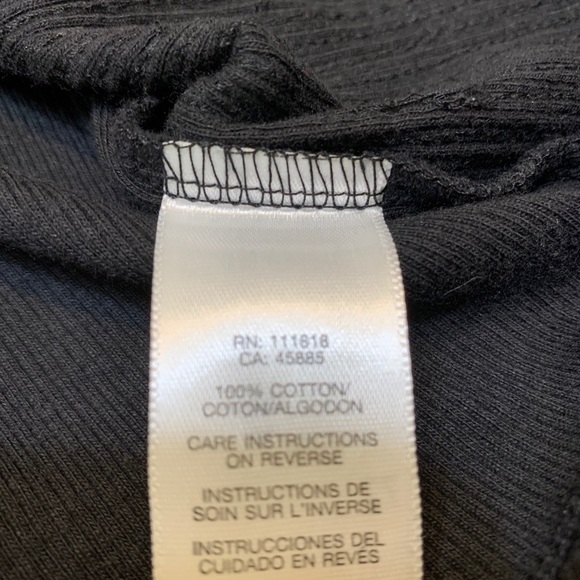 RN: 111818
CA: 45885
100% COTTON/
COTON/ALGODON
CARE INSTRUCTIONS
ON REVERSE
INSTRUCTIONS DE
SOIN SUR L'INVERSE
INSTRUCCIONES DEL
CUIDADO EN REVÉS